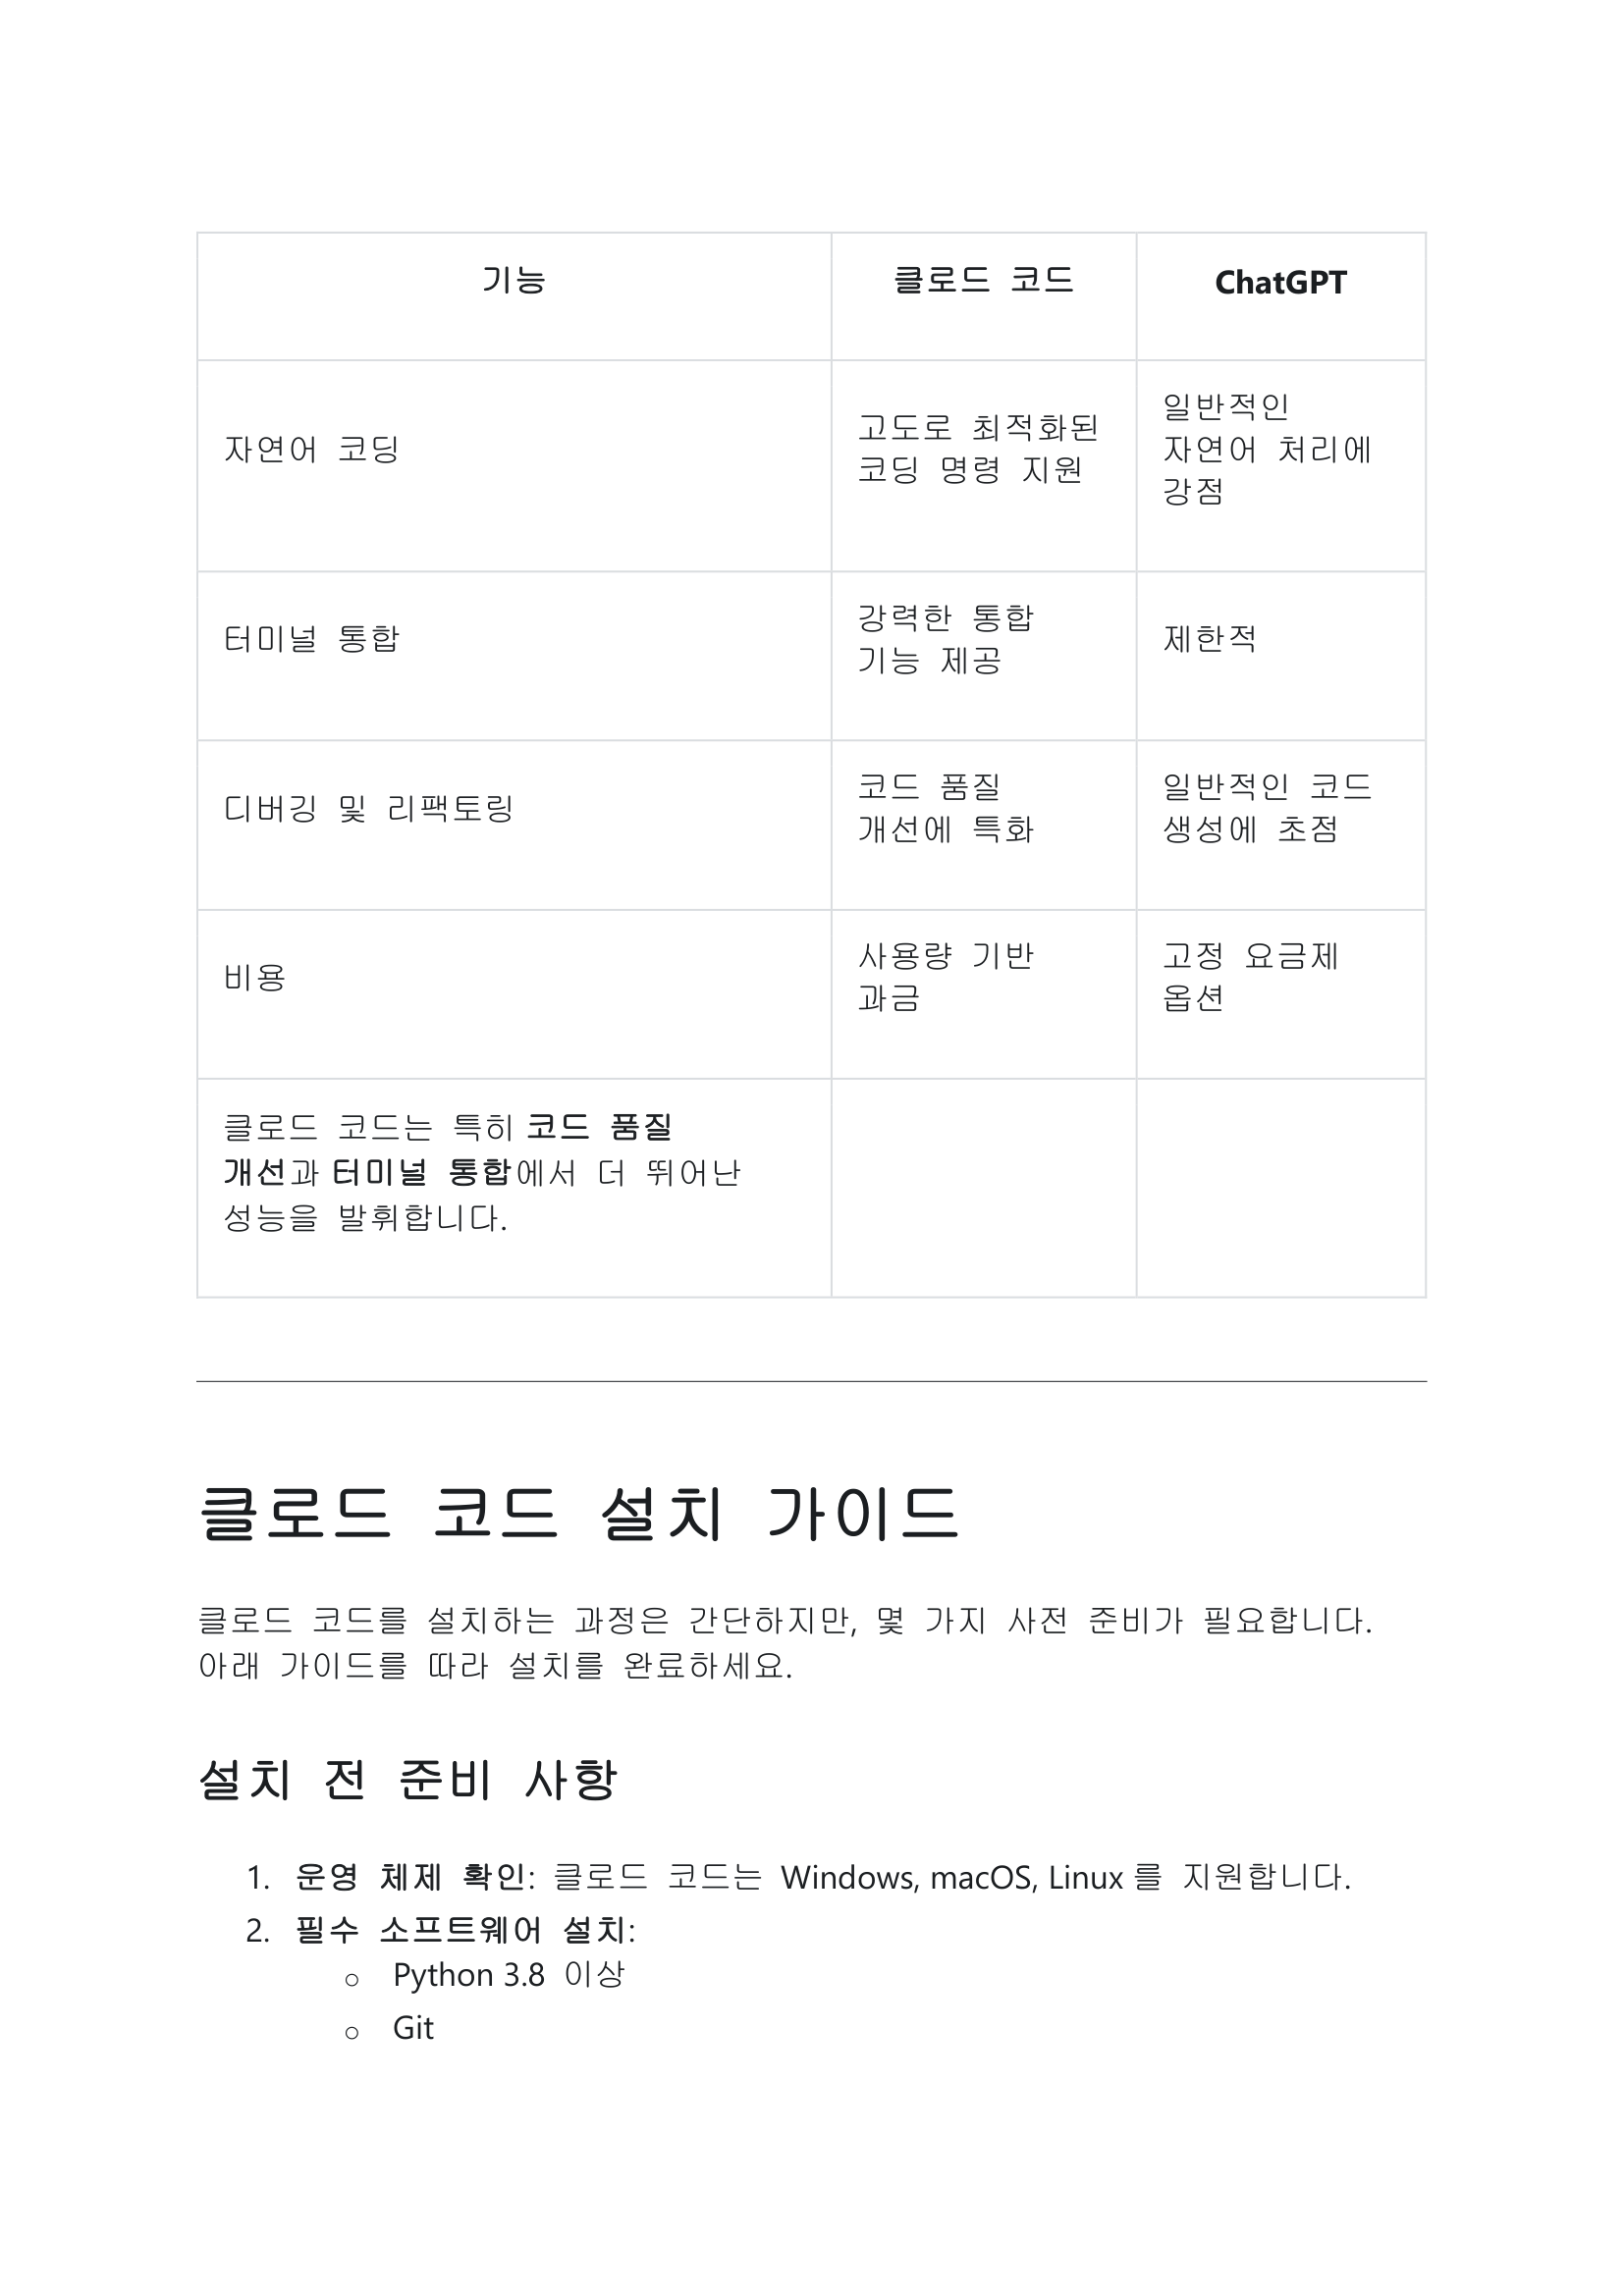 기능 클로드 코드 ChatGPT
자연어 코딩
고도로 최적화된
코딩 명령 지원
일반적인
자연어 처리에
강점
터미널 통합
강력한 통합
기능 제공
제한적
디버깅 및 리팩토링
코드 품질
개선에 특화
일반적인 코드
생성에 초점
비용
사용량 기반
과금
고정 요금제
옵션
클로드 코드는 특히 코드 품질
개선과 터미널 통합에서 더 뛰어난
성능을 발휘합니다.
클로드 코드 설치 가이드
클로드 코드를 설치하는 과정은 간단하지만, 몇 가지 사전 준비가 필요합니다.
아래 가이드를 따라 설치를 완료하세요.
설치 전 준비 사항
1. 운영 체제 확인: 클로드 코드는 Windows, macOS, Linux를 지원합니다.
2. 필수 소프트웨어 설치:
○ Python 3.8 이상
○ Git